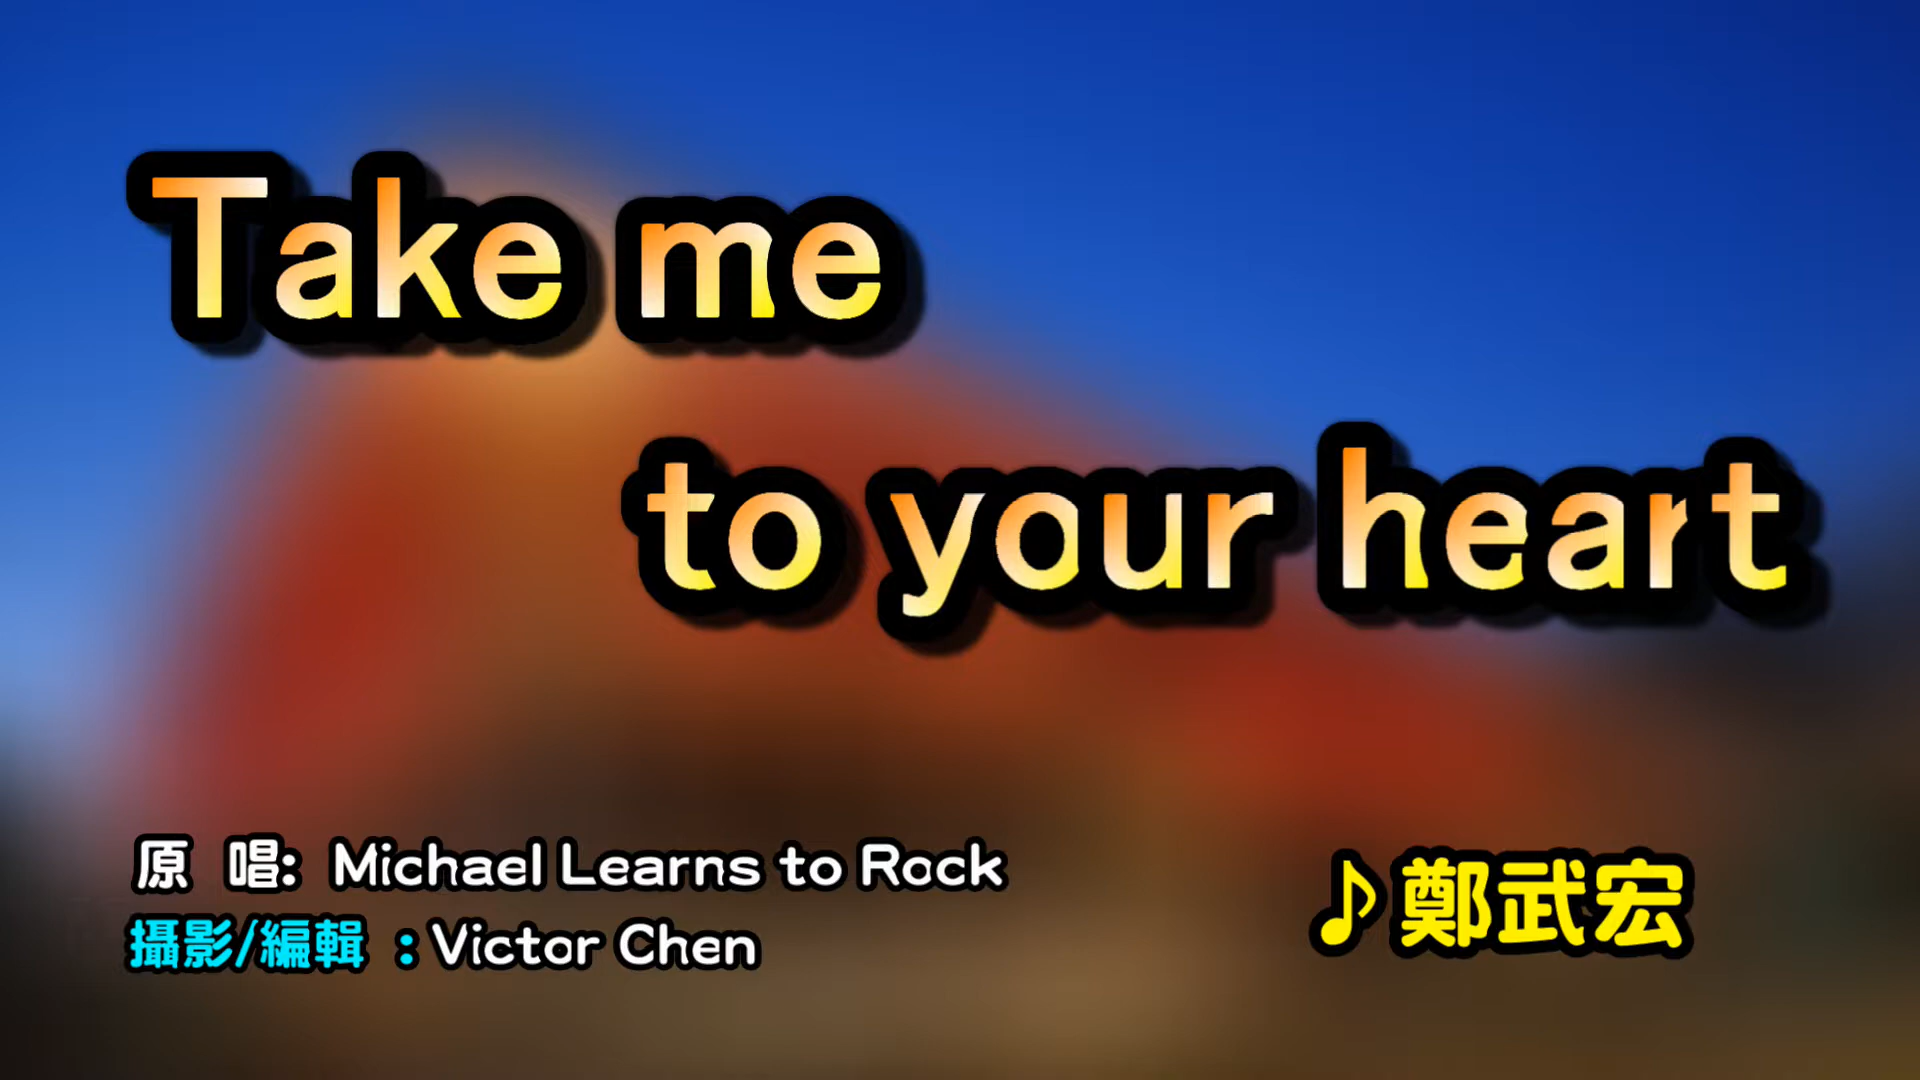 Take me
to your heart
原 唱: Michael Learns to Rock
攝影/編輯 : Victor Chen
♪鄭武宏